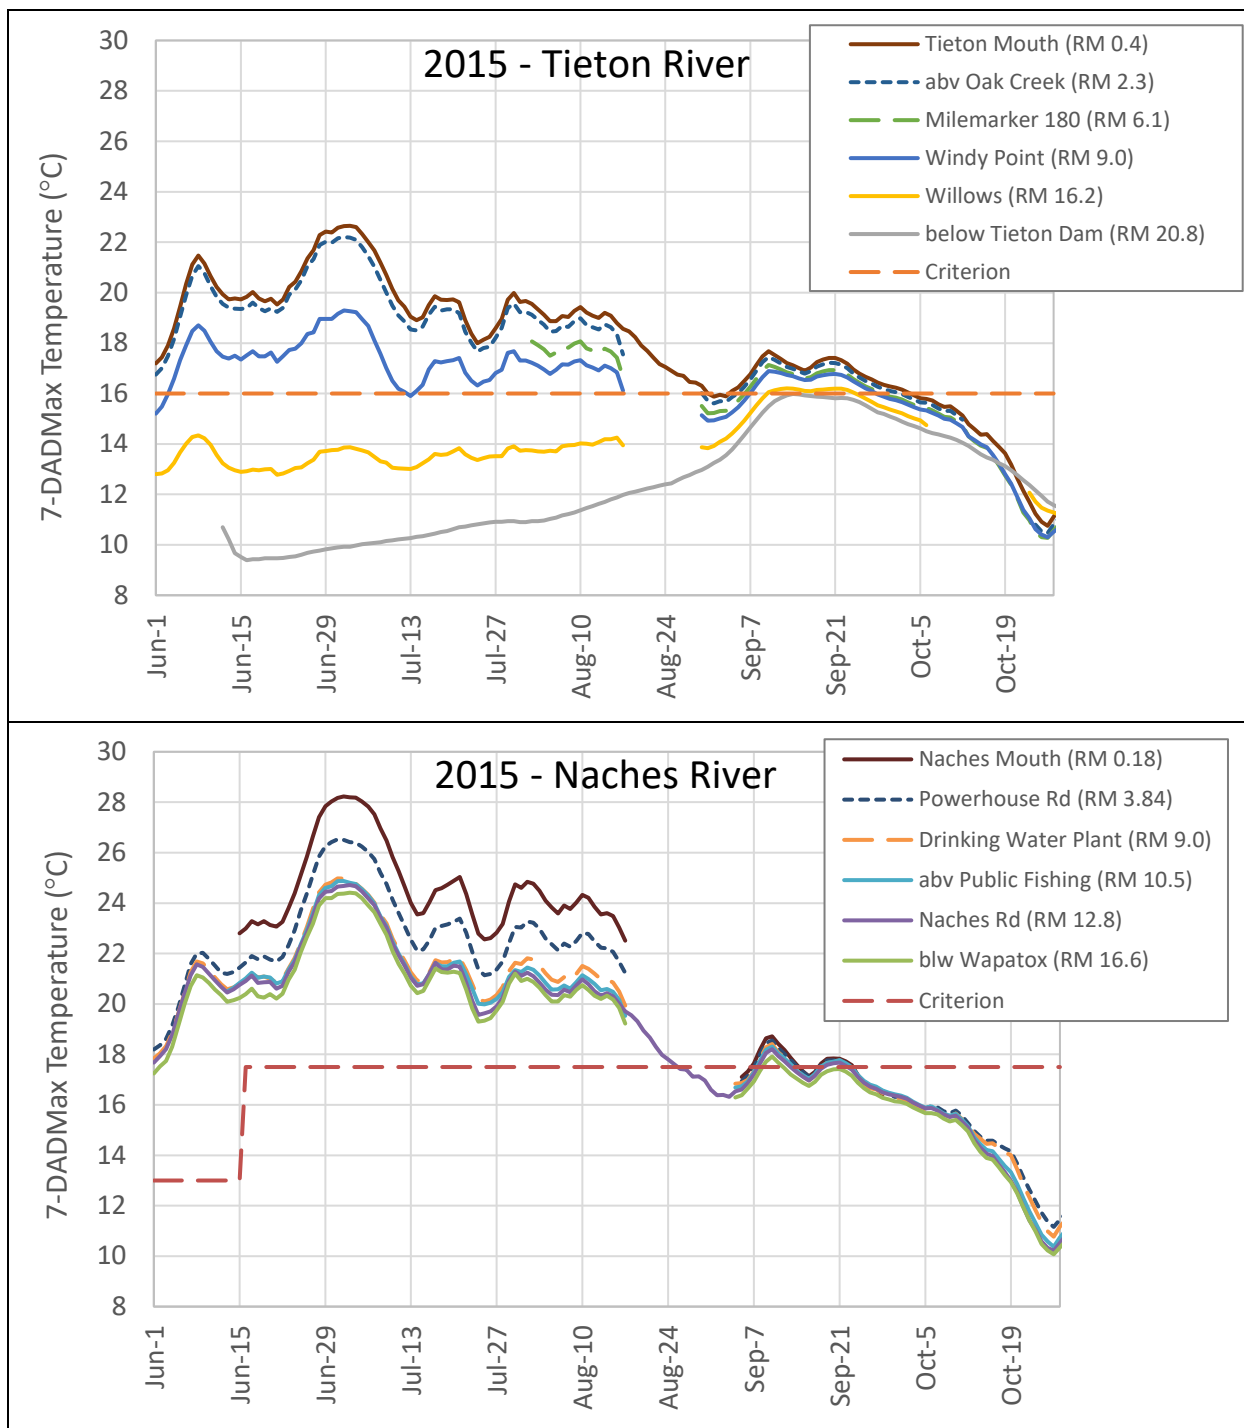 2015 - Tieton River
7-DADMax Temperature (°C)
30
28
26
24
22
20
18
16
14
12
10
8
Jun-1
Jun-15
Jun-29
Jul-13
Jul-27
Aug-10
Aug-24
Sep-7
Sep-21
Oct-5
Oct-19
Tieton Mouth (RM 0.4)
abv Oak Creek (RM 2.3)
Milemarker 180 (RM 6.1)
Windy Point (RM 9.0)
Willows (RM 16.2)
below Tieton Dam (RM 20.8)
Criterion
2015 - Naches River
7-DADMax Temperature (°C)
30
28
26
24
22
20
18
16
14
12
10
8
Jun-1
Jun-15
Jun-29
Jul-13
Jul-27
Aug-10
Aug-24
Sep-7
Sep-21
Oct-5
Oct-19
Naches Mouth (RM 0.18)
Powerhouse Rd (RM 3.84)
Drinking Water Plant (RM 9.0)
abv Public Fishing (RM 10.5)
Naches Rd (RM 12.8)
blw Wapatox (RM 16.6)
Criterion